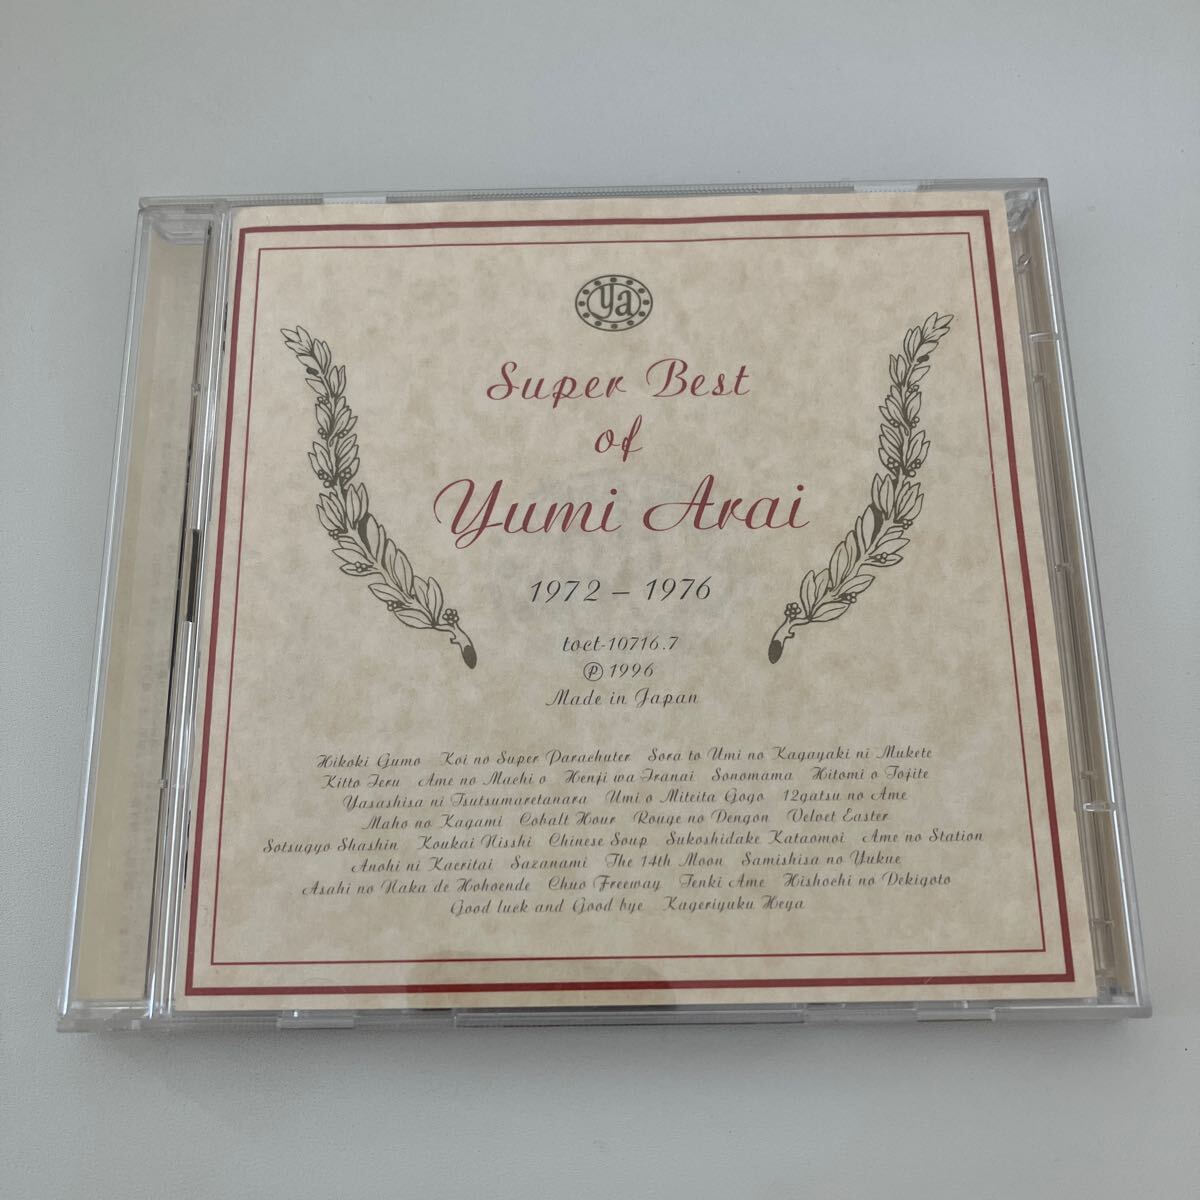 ya
Super Best
of
Yumi Arai
1972 – 1976
toct-10716.7
Ⓟ 1996
Made in Japan
Hikoki Gumo Koi no Super Parachuter Sora to Umi no Kagayaki ni Mukete
Kitto Ieru Ame no Machi o Henji wa Iranai Sonomama Hitomi o Tojite
Yasashisa ni Tsutsumaretanara Umi o Miteita Gogo 12gatsu no Ame
Maho no Kagami Cobalt Hour Rouge no Dengon Velvet Easter
Sotsugyo Shashin Koukai Nisshi Chinese Soup Sukoshidake Kataomoi Ame no Station
Anohi ni Kaeritai Sazanami The 14th Moon Samishisa no Yukue
Asahi no Naka de Hohoende Chuo Freeway Tenki Ame Hishochi no Dekigoto
Good luck and Good bye Kageriyuku Heya